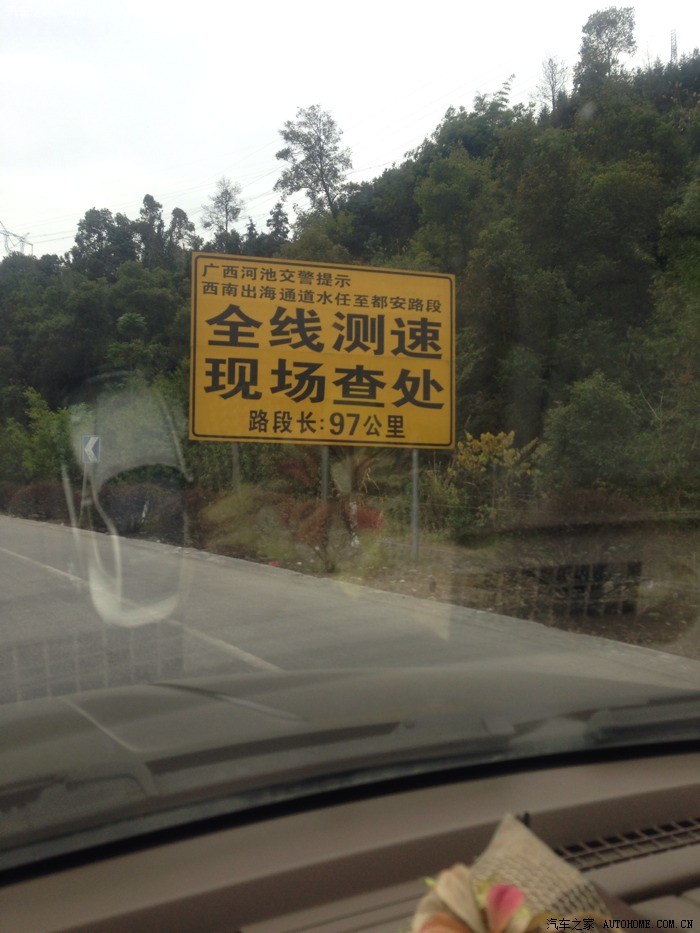 广西河池交警提示
西南出海通道水任至都安路段
全线测速
现场查处
路段长:97公里
汽车之家 AUTOHOME.COM.CN